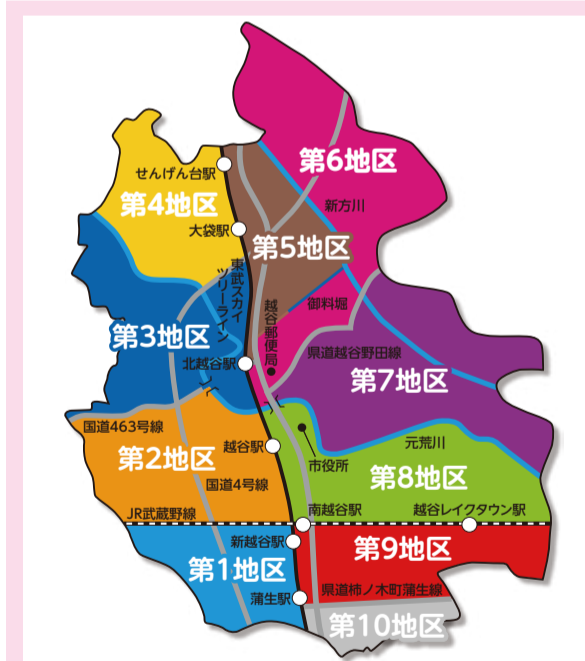 第6地区
せんげん台駅
第4地区
新方川
大袋駅
第5地区
東武スカイ
ツリーライン
越谷郵便局
御料堀
第3地区
県道越谷野田線
北越谷駅
第7地区
国道463号線
元荒川
第2地区
越谷駅
市役所
第8地区
国道4号線
JR武蔵野線
南越谷駅
越谷レイクタウン駅
新越谷駅
第9地区
第1地区
県道柿ノ木町蒲生線
蒲生駅
第10地区